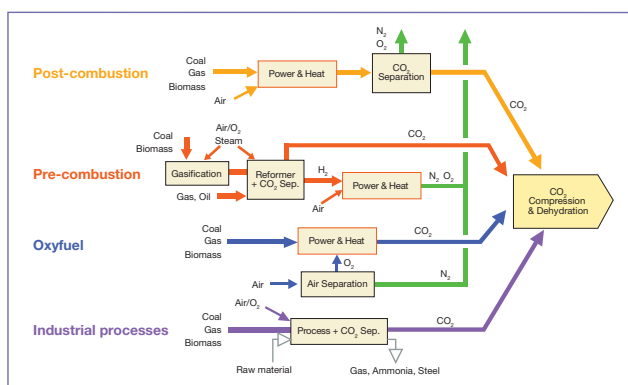 N2
O2
Coal
Gas
Biomass
Post-combustion
Power & Heat
CO2
Separation
Air
CO2
Air/O2
Steam
Coal
Biomass
CO2
Pre-combustion
Gasification
Reformer
+ CO2 Sep.
H2
Power & Heat
N2 O2
Gas, Oil
Air
CO2
Compression
& Dehydration
Coal
Gas
Biomass
Oxyfuel
Power & Heat
CO2
O2
Air
Air Separation
N2
Air/O2
Coal
Gas
Biomass
Industrial processes
Process + CO2 Sep.
CO2
Raw material
Gas, Ammonia, Steel